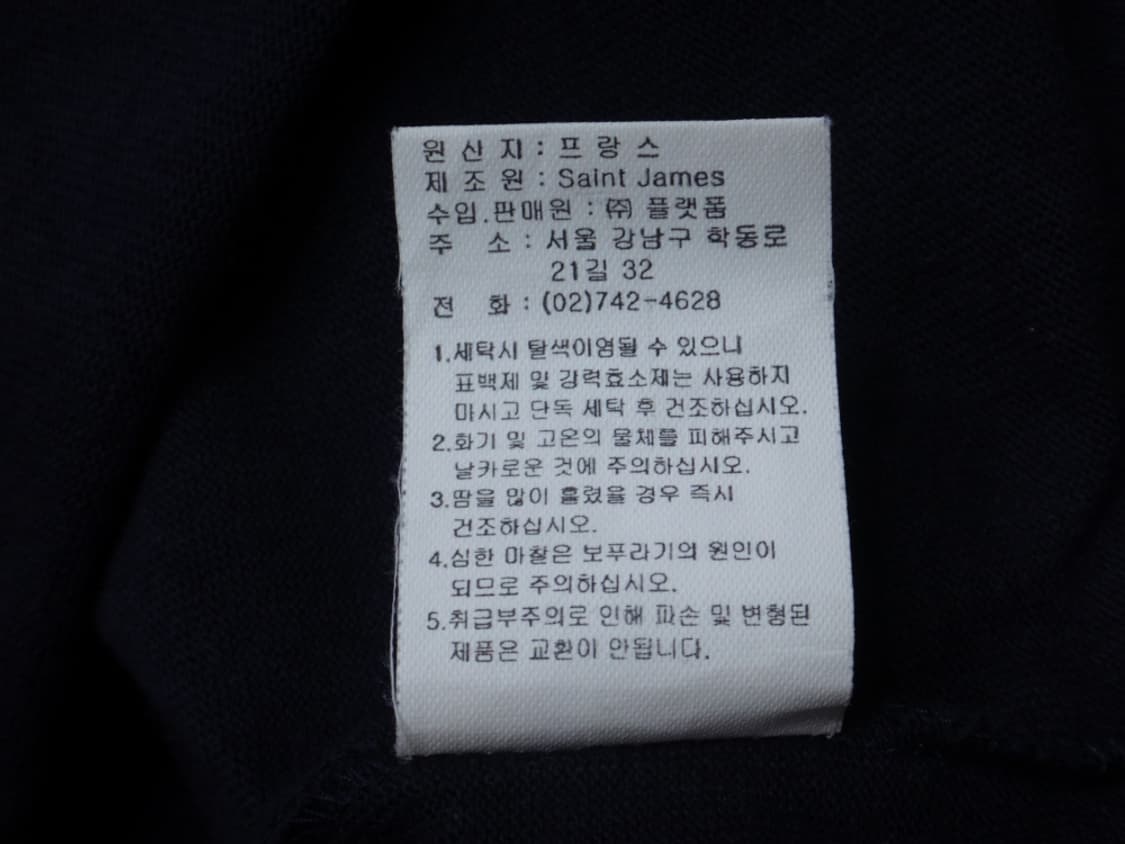 원 산 지 : 프 랑 스
제 조 원 : Saint James
수입.판매원 : ㈜ 플랫폼
주 소 : 서울 강남구 학동로
21길 32
전 화 : (02)742-4628
1.세탁시 탈색이염될 수 있으니
표백제 및 강력효소제는 사용하지
마시고 단독 세탁 후 건조하십시오.
2.화기 및 고온의 물체를 피해주시고
날카로운 것에 주의하십시오.
3.땀을 많이 흘렸을 경우 즉시
건조하십시오.
4.심한 마찰은 보푸라기의 원인이
되므로 주의하십시오.
5.취급부주의로 인해 파손 및 변형된
제품은 교환이 안됩니다.